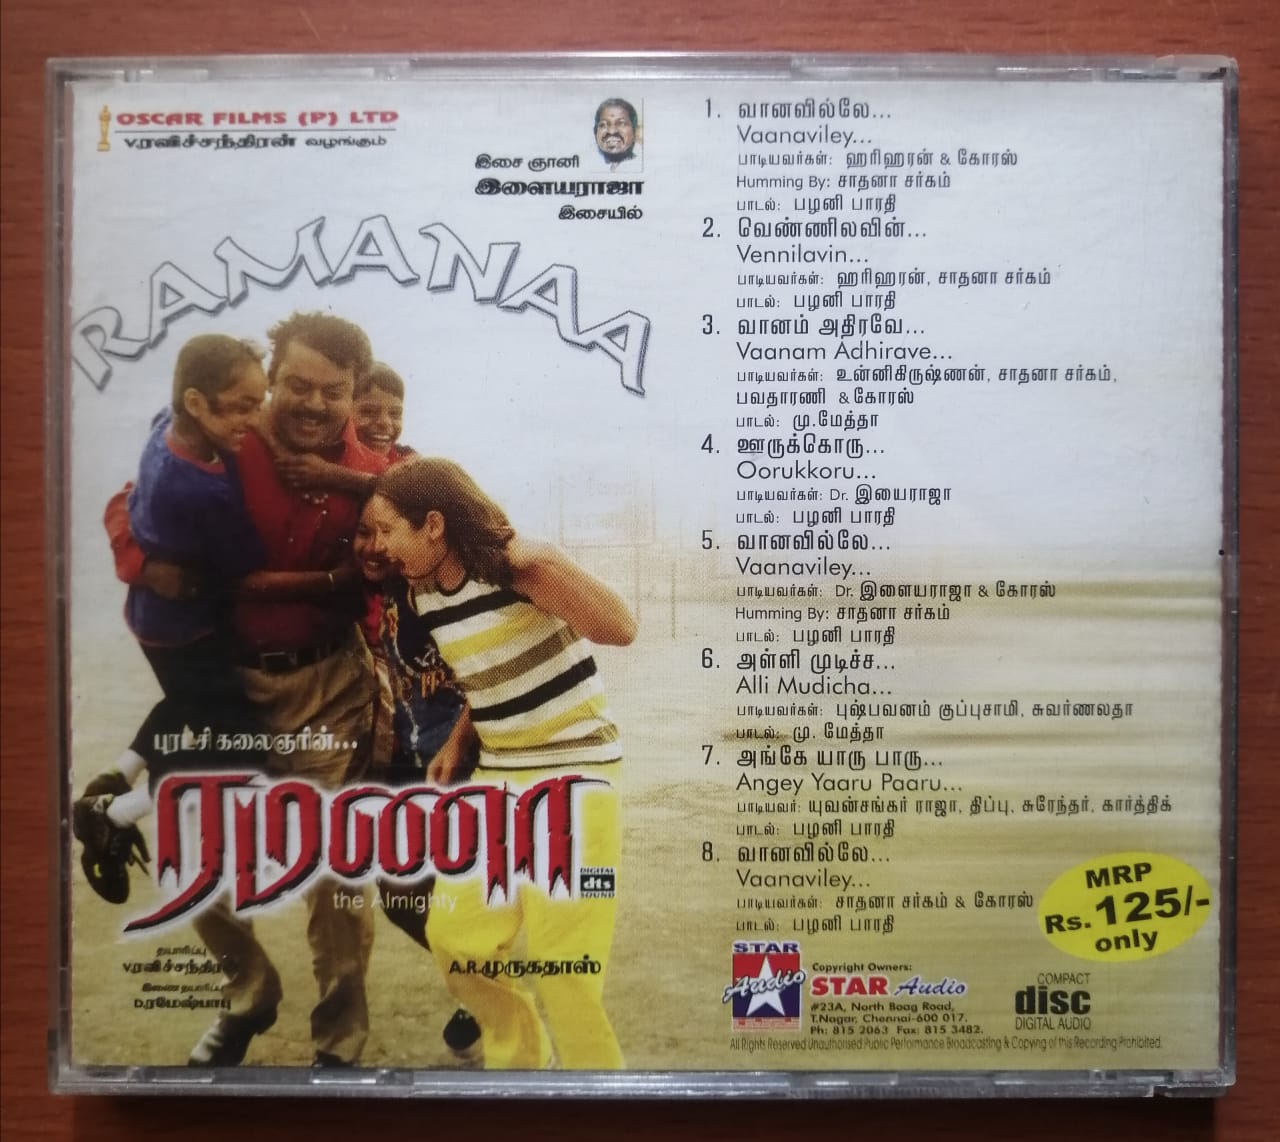 OSCAR FILMS (P) LTD
V.ரவிச்சந்திரன் வழங்கும்
இசை ஞானி
இளையராஜா
இசையில்
RAMANAA
புரட்சி கலைஞரின்...
ரமணா
the Almighty
DIGITAL
dts
SOUND
தயாரிப்பு
V.ரவிச்சந்திரன்
இணை தயாரிப்பு
D.ரமேஷ்பாபு
A.R.முருகதாஸ்
1. வானவில்லே...
Vaanaviley...
பாடியவர்கள்: ஹரிஹரன் & கோரஸ்
Humming By: சாதனா சர்கம்
பாடல்: பழனி பாரதி
2. வெண்ணிலவின்...
Vennilavin...
பாடியவர்கள்: ஹரிஹரன், சாதனா சர்கம்
பாடல்: பழனி பாரதி
3. வானம் அதிரவே...
Vaanam Adhirave...
பாடியவர்கள்: உன்னிகிருஷ்ணன், சாதனா சர்கம்,
பவதாரணி & கோரஸ்
பாடல்: மு.மேத்தா
4. ஊருக்கொரு...
Oorukkoru...
பாடியவர்கள்: Dr. இயைராஜா
பாடல்: பழனி பாரதி
5. வானவில்லே...
Vaanaviley...
பாடியவர்கள்: Dr. இளையராஜா & கோரஸ்
Humming By: சாதனா சர்கம்
பாடல்: பழனி பாரதி
6. அள்ளி முடிச்ச...
Alli Mudicha...
பாடியவர்கள்: புஷ்பவனம் குப்புசாமி, சுவர்ணலதா
பாடல்: மு. மேத்தா
7. அங்கே யாரு பாரு...
Angey Yaaru Paaru...
பாடியவர்: யுவன்சங்கர் ராஜா, திப்பு, சுரேந்தர், கார்த்திக்
பாடல்: பழனி பாரதி
8. வானவில்லே...
Vaanaviley...
பாடியவர்கள்: சாதனா சர்கம் & கோரஸ்
பாடல்: பழனி பாரதி
MRP
Rs. 125/-
only
STAR
Audio
Copyright Owners:
STAR Audio
#23A, North Boag Road,
T.Nagar, Chennai-600 017.
Ph: 815 2063 Fax: 815 3482.
COMPACT
disc
DIGITAL AUDIO
All Rights Reserved Unauthorised Public Performance Broadcasting & Copying of this Recording Prohibited.